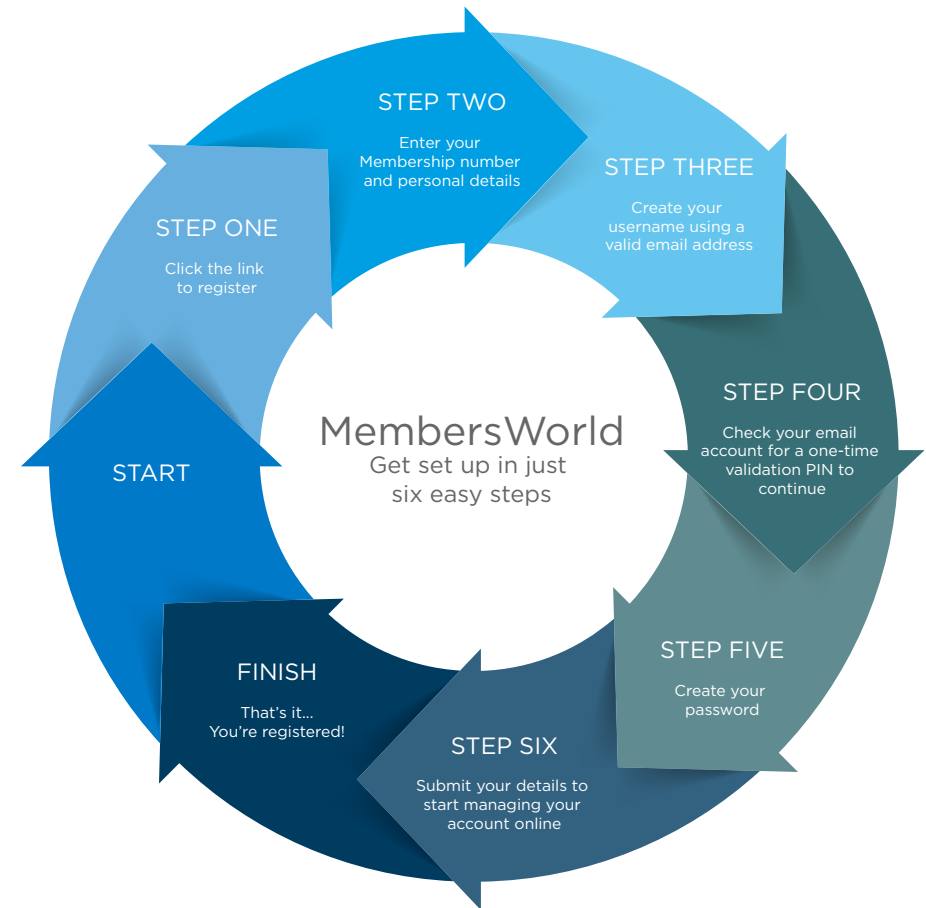 MembersWorld
Get set up in just
six easy steps
START
STEP ONE
Click the link
to register
STEP TWO
Enter your
Membership number
and personal details
STEP THREE
Create your
username using a
valid email address
STEP FOUR
Check your email
account for a one-time
validation PIN to
continue
STEP FIVE
Create your
password
STEP SIX
Submit your details to
start managing your
account online
FINISH
That’s it...
You’re registered!